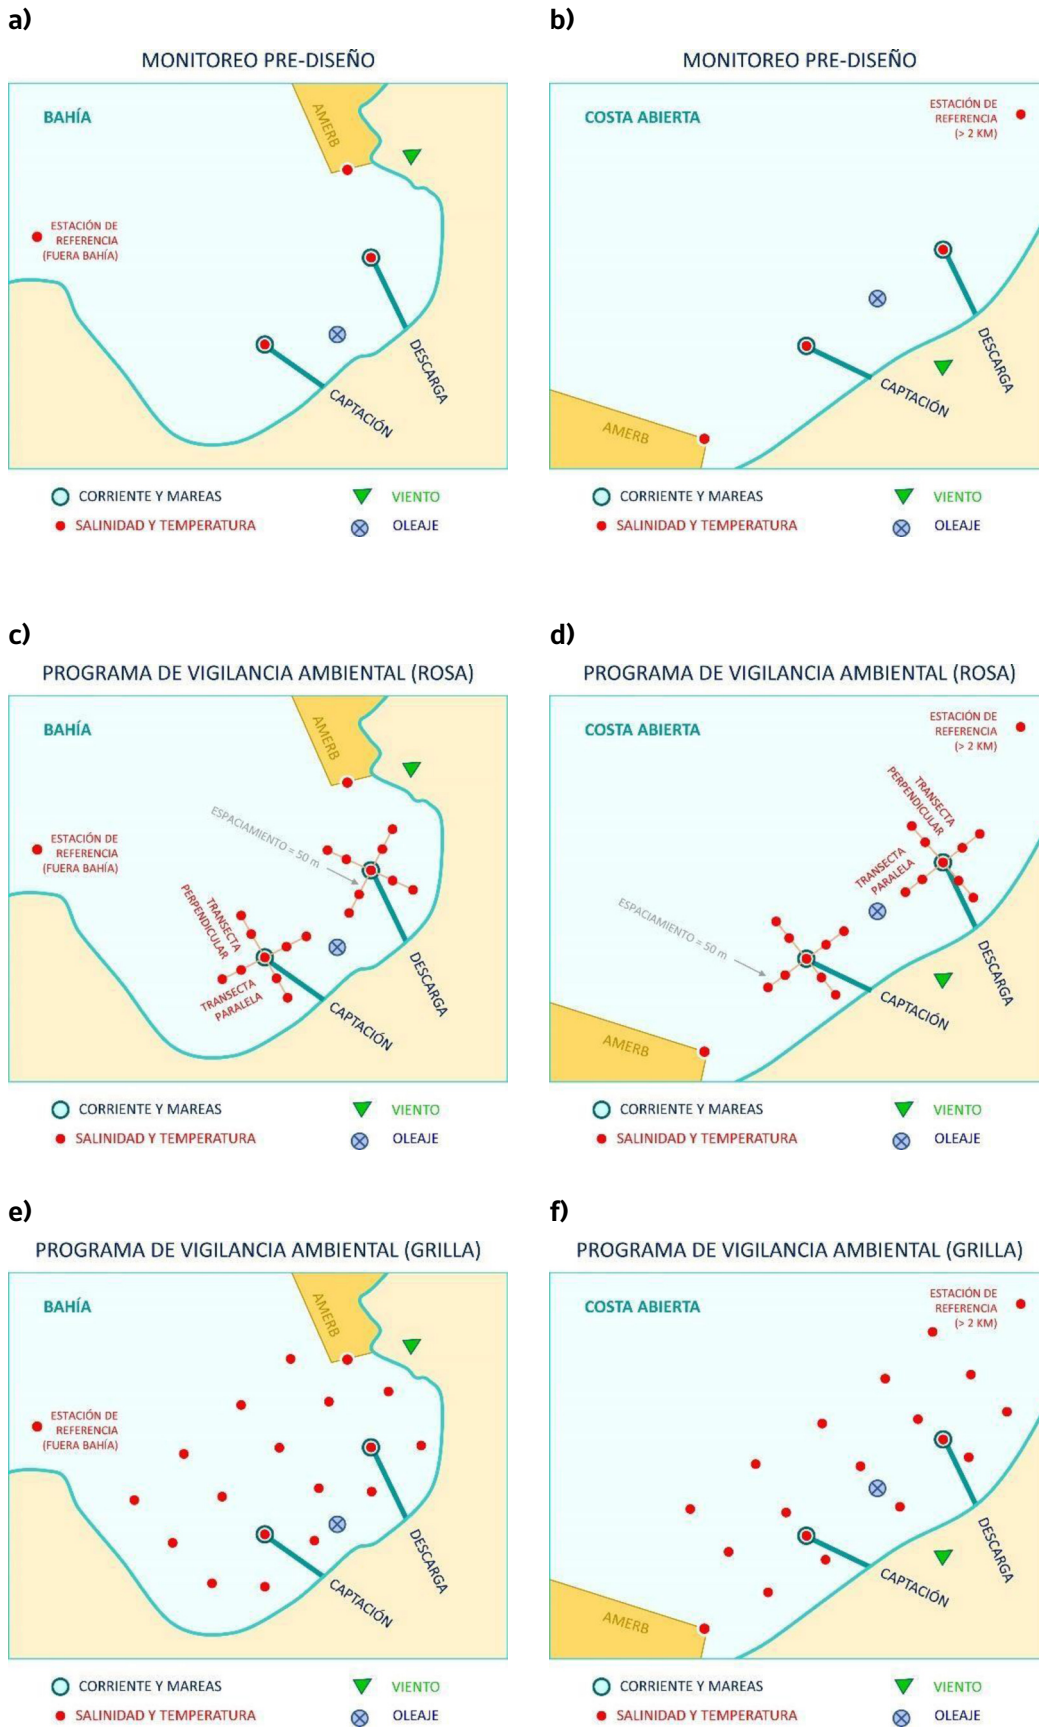 a)
MONITOREO PRE-DISEÑO
BAHÍA
AMERB
ESTACIÓN DE
REFERENCIA
(FUERA BAHÍA)
DESCARGA
CAPTACIÓN
CORRIENTE Y MAREAS
VIENTO
SALINIDAD Y TEMPERATURA
OLEAJE
b)
MONITOREO PRE-DISEÑO
COSTA ABIERTA
ESTACIÓN DE
REFERENCIA
(> 2 KM)
DESCARGA
CAPTACIÓN
AMERB
CORRIENTE Y MAREAS
VIENTO
SALINIDAD Y TEMPERATURA
OLEAJE
c)
PROGRAMA DE VIGILANCIA AMBIENTAL (ROSA)
BAHÍA
AMERB
ESPACIAMIENTO = 50 m
ESTACIÓN DE
REFERENCIA
(FUERA BAHÍA)
TRANSECTA
PERPENDICULAR
TRANSECTA
PARALELA
DESCARGA
CAPTACIÓN
CORRIENTE Y MAREAS
VIENTO
SALINIDAD Y TEMPERATURA
OLEAJE
d)
PROGRAMA DE VIGILANCIA AMBIENTAL (ROSA)
COSTA ABIERTA
ESTACIÓN DE
REFERENCIA
(> 2 KM)
TRANSECTA
PERPENDICULAR
TRANSECTA
PARALELA
ESPACIAMIENTO = 50 m
DESCARGA
CAPTACIÓN
AMERB
CORRIENTE Y MAREAS
VIENTO
SALINIDAD Y TEMPERATURA
OLEAJE
e)
PROGRAMA DE VIGILANCIA AMBIENTAL (GRILLA)
BAHÍA
AMERB
ESTACIÓN DE
REFERENCIA
(FUERA BAHÍA)
DESCARGA
CAPTACIÓN
CORRIENTE Y MAREAS
VIENTO
SALINIDAD Y TEMPERATURA
OLEAJE
f)
PROGRAMA DE VIGILANCIA AMBIENTAL (GRILLA)
COSTA ABIERTA
ESTACIÓN DE
REFERENCIA
(> 2 KM)
DESCARGA
CAPTACIÓN
AMERB
CORRIENTE Y MAREAS
VIENTO
SALINIDAD Y TEMPERATURA
OLEAJE